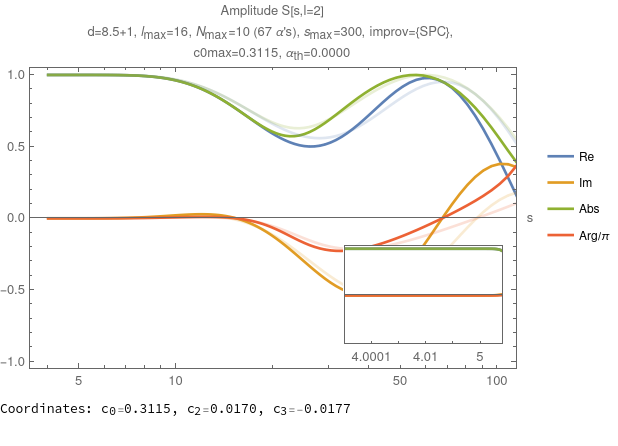 Amplitude S[s,l=2]
d=8.5+1, lmax=16, Nmax=10 (67 α's), smax=300, improv={SPC},
c0max=0.3115, αth=0.0000
1.0
0.5
0.0
−0.5
−1.0
5
10
50
100
s
4.0001
4.01
5
Re
Im
Abs
Arg/π
Coordinates: c0=0.3115, c2=0.0170, c3=-0.0177